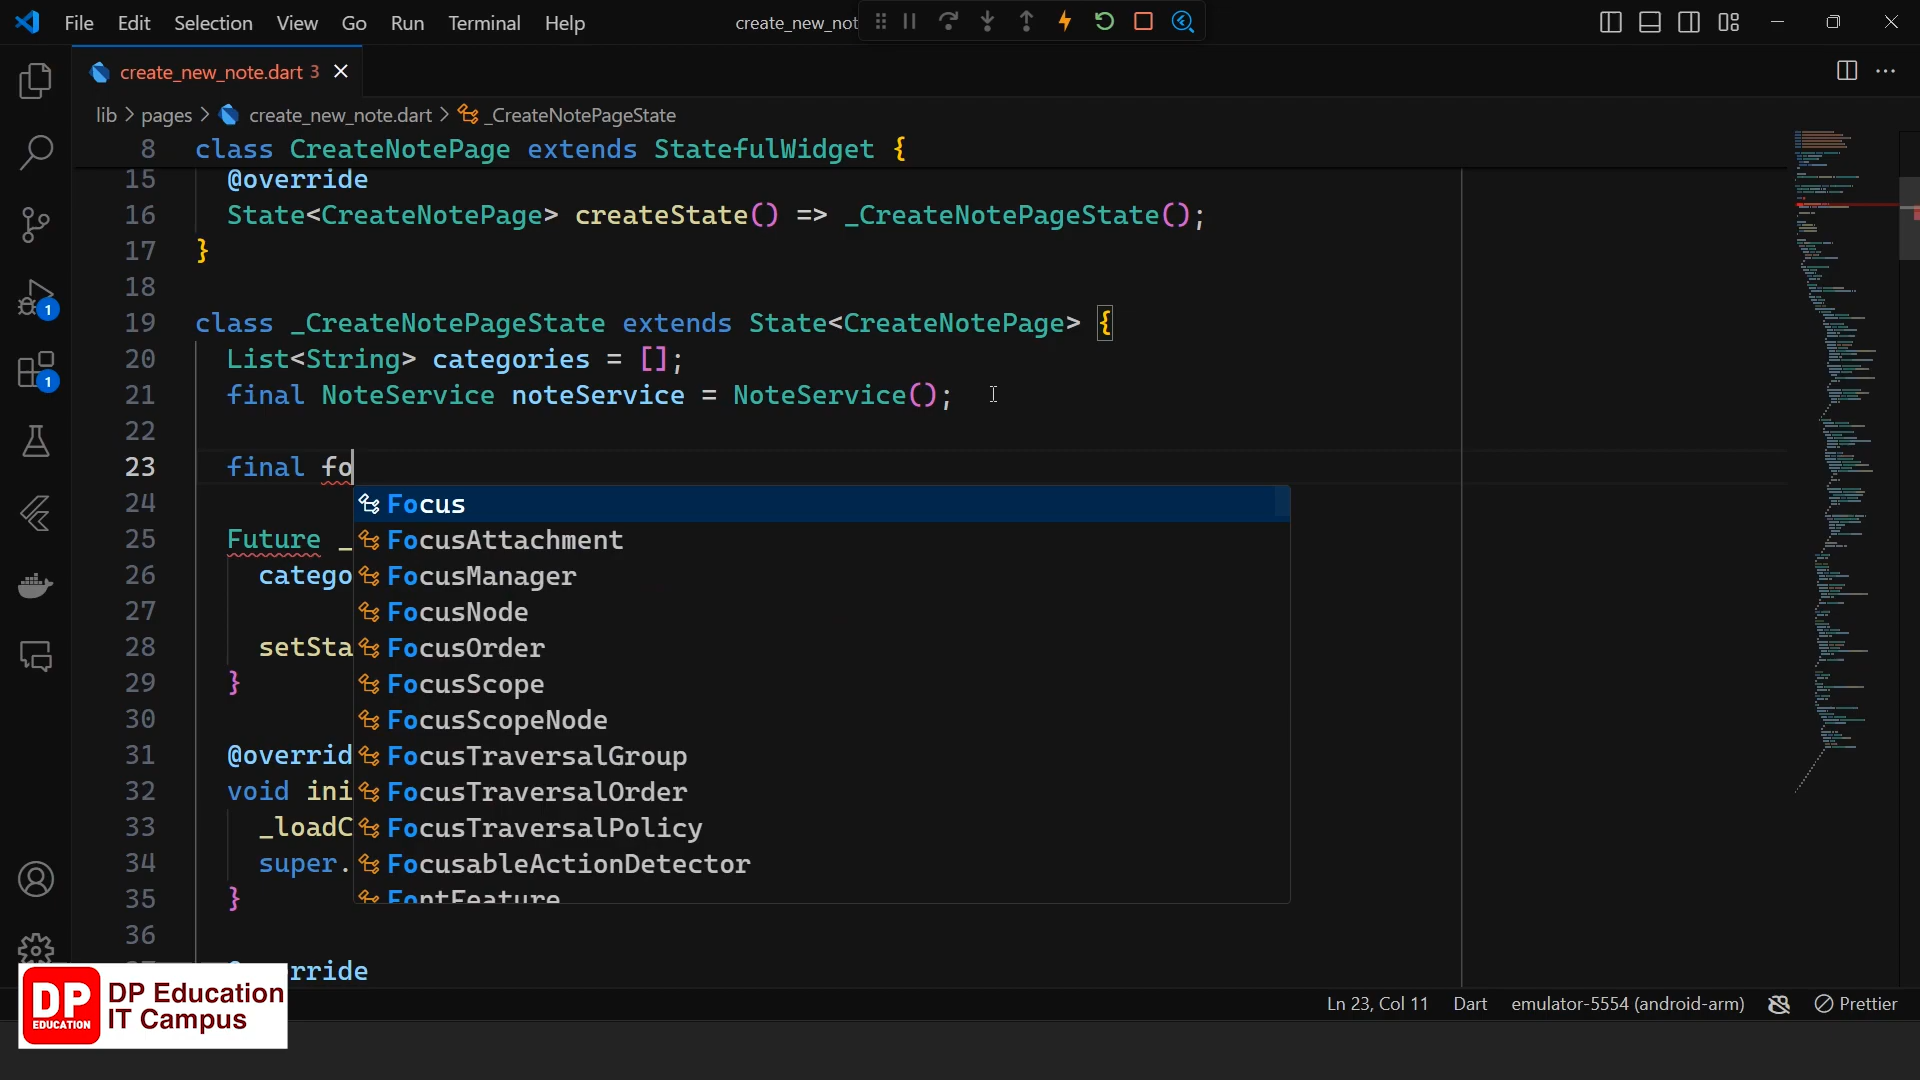 File Edit Selection View Go Run Terminal Help create_new_not
create_new_note.dart 3
lib > pages > create_new_note.dart > _CreateNotePageState
8 class CreateNotePage extends StatefulWidget {
15 @override
16 State<CreateNotePage> createState() => _CreateNotePageState();
17 }
18
19 class _CreateNotePageState extends State<CreateNotePage> {
20 List<String> categories = [];
21 final NoteService noteService = NoteService();
22
23 final fo
24 Focus
FocusAttachment
25 Future _
26 catego FocusManager
27 FocusNode
28 setSta FocusOrder
29 } FocusScope
30 FocusScopeNode
31 @overrid FocusTraversalGroup
32 void ini FocusTraversalOrder
33 _loadC FocusTraversalPolicy
34 super. FocusableActionDetector
35 } FontFeature
36
rride
1
1
DP EDUCATION
DP Education
IT Campus
Ln 23, Col 11 Dart emulator-5554 (android-arm) Prettier